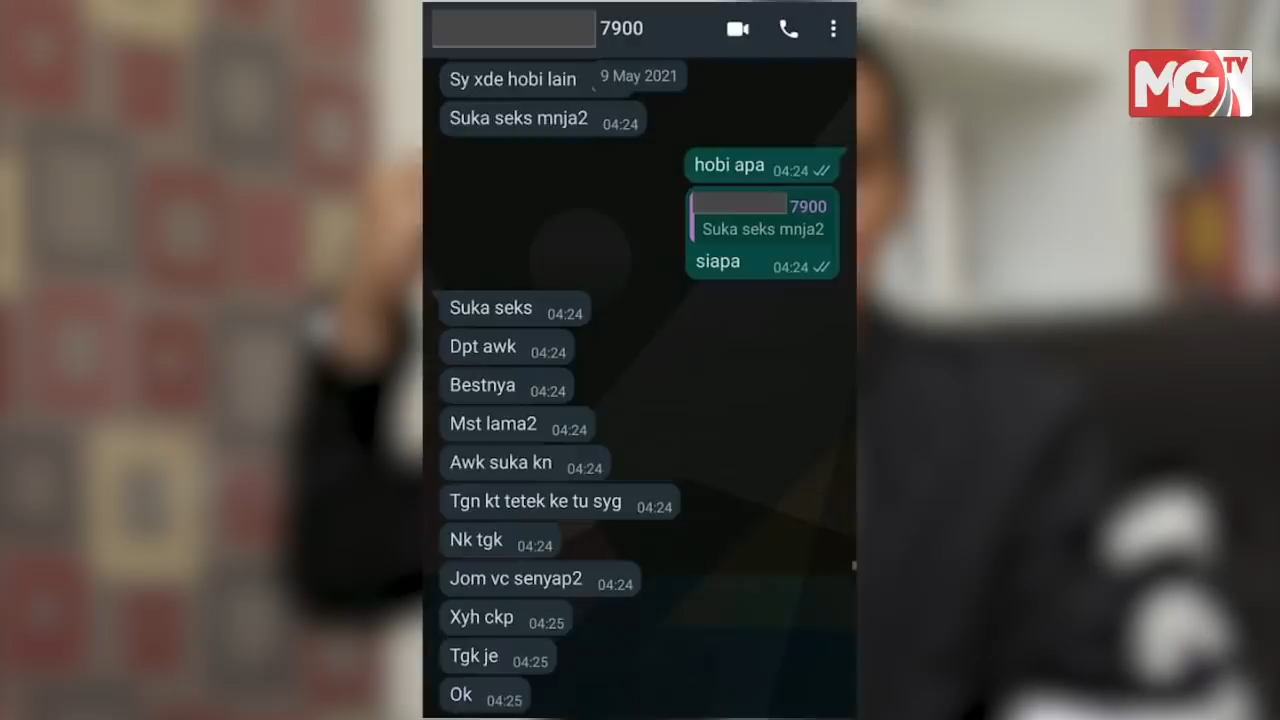 7900
MGTV
Sy xde hobi lain
9 May 2021
Suka seks mnja2 04:24
hobi apa 04:24
7900
Suka seks mnja2
siapa 04:24
Suka seks 04:24
Dpt awk 04:24
Bestnya 04:24
Mst lama2 04:24
Awk suka kn 04:24
Tgn kt tetek ke tu syg 04:24
Nk tgk 04:24
Jom vc senyap2 04:24
Xyh ckp 04:25
Tgk je 04:25
Ok 04:25